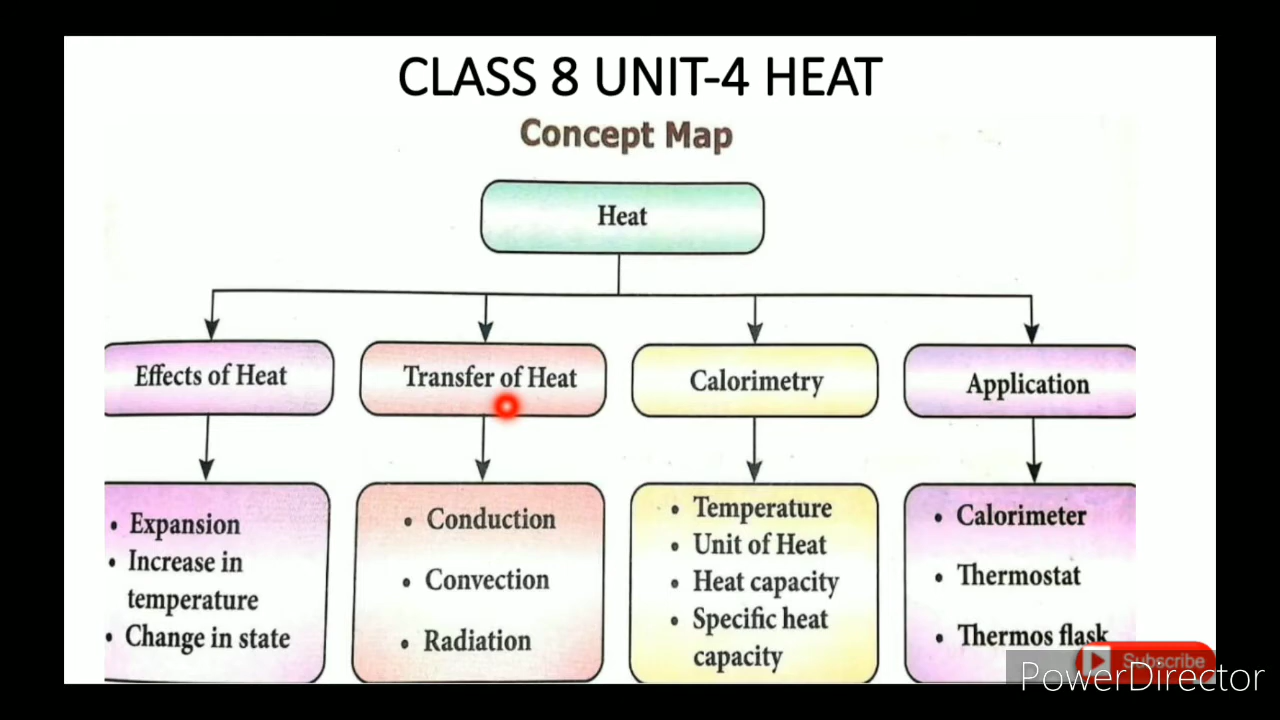 CLASS 8 UNIT-4 HEAT
Concept Map
Heat
Effects of Heat
Transfer of Heat
Calorimetry
Application
• Expansion
• Increase in
temperature
• Change in state
• Conduction
• Convection
• Radiation
• Temperature
• Unit of Heat
• Heat capacity
• Specific heat
capacity
• Calorimeter
• Thermostat
• Thermos flask
Subscribe
PowerDirector